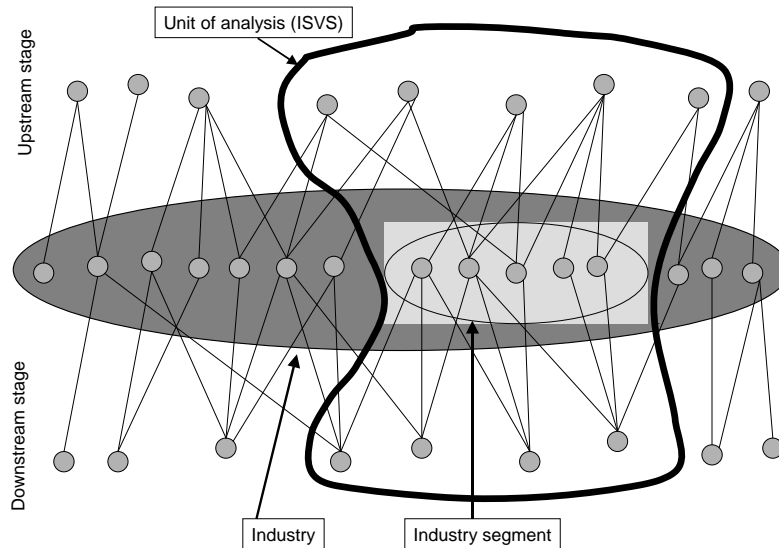 Unit of analysis (ISVS)
Upstream stage
Downstream stage
Industry
Industry segment